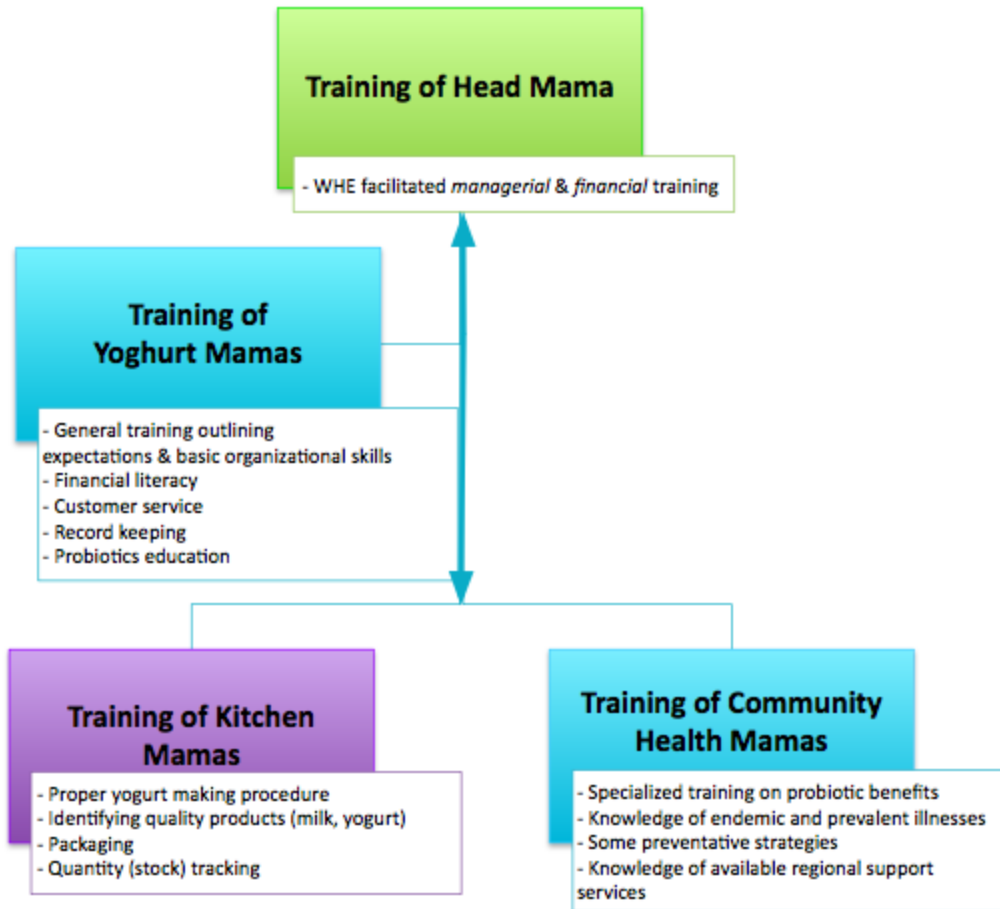 Training of Head Mama
- WHE facilitated managerial & financial training
Training of
Yoghurt Mamas
- General training outlining
expectations & basic organizational skills
- Financial literacy
- Customer service
- Record keeping
- Probiotics education
Training of Kitchen
Mamas
- Proper yogurt making procedure
- Identifying quality products (milk, yogurt)
- Packaging
- Quantity (stock) tracking
Training of Community
Health Mamas
- Specialized training on probiotic benefits
- Knowledge of endemic and prevalent illnesses
- Some preventative strategies
- Knowledge of available regional support
services